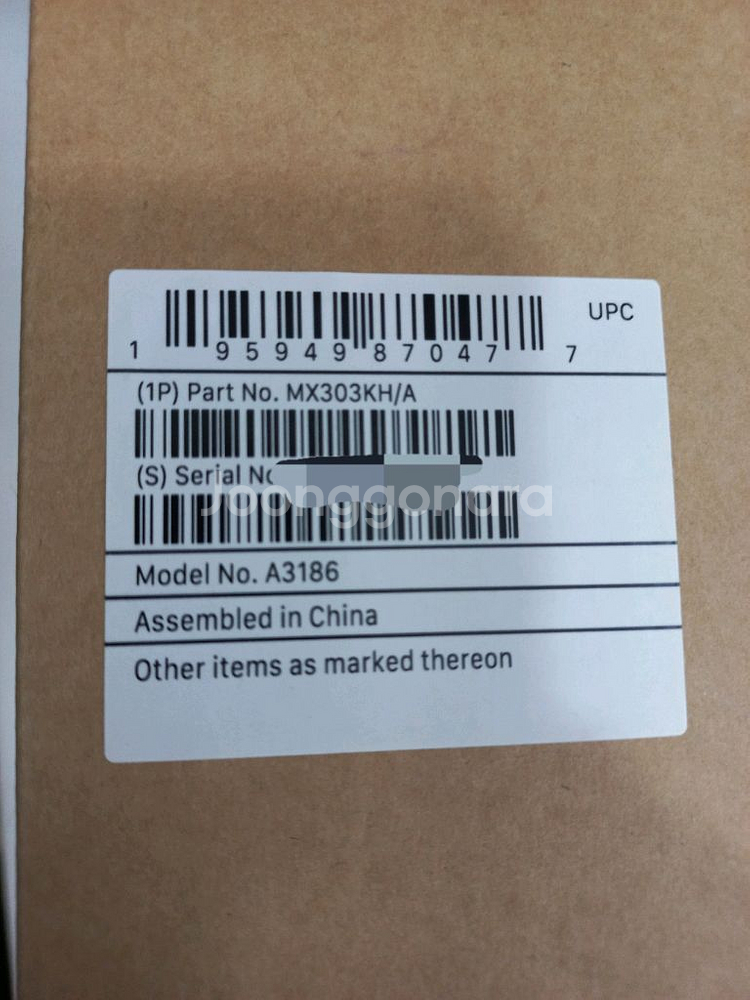 UPC
1 95949 87047 7
(1P) Part No. MX303KH/A
(S) Serial No
Joonggonara
Model No. A3186
Assembled in China
Other items as marked thereon